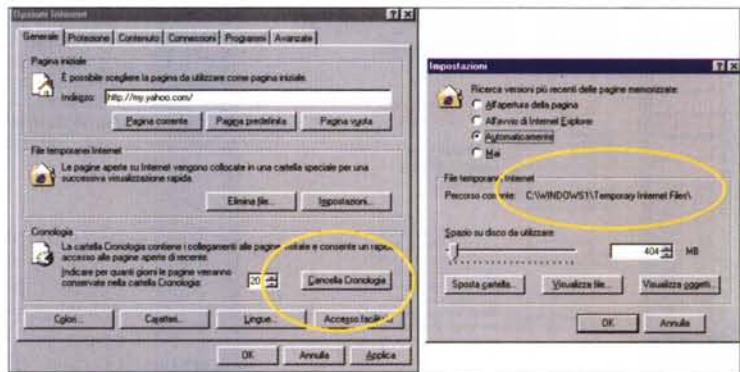 Opzioni Internet
Generale
Protezione
Contenuto
Connessioni
Programmi
Avanzate
Pagina iniziale
È possibile scegliere la pagina da utilizzare come pagina iniziale.
Indirizzo: http://my.yahoo.com/
Pagina corrente
Pagina predefinita
Pagina vuota
File temporanei Internet
Le pagine aperte su Internet vengono collocate in una cartella speciale per una
successiva visualizzazione rapida.
Elimina file...
Impostazioni...
Cronologia
La cartella Cronologia contiene i collegamenti alle pagine visitate e consente un rapido
accesso alle pagine aperte di recente.
Indicare per quanti giorni le pagine verranno
conservate nella cartella Cronologia:
20
Cancella Cronologia
Colori...
Caratteri...
Lingue...
Accesso facilitato
OK
Annulla
Applica
Impostazioni
Ricerca versioni più recenti delle pagine memorizzate:
All'apertura della pagina
All'avvio di Internet Explorer
Automaticamente
Mai
File temporanei Internet
Percorso corrente: C:\WINDOWS1\Temporary Internet Files\
Spazio su disco da utilizzare:
404 MB
Sposta cartella...
Visualizza file...
Visualizza oggetti...
OK
Annulla